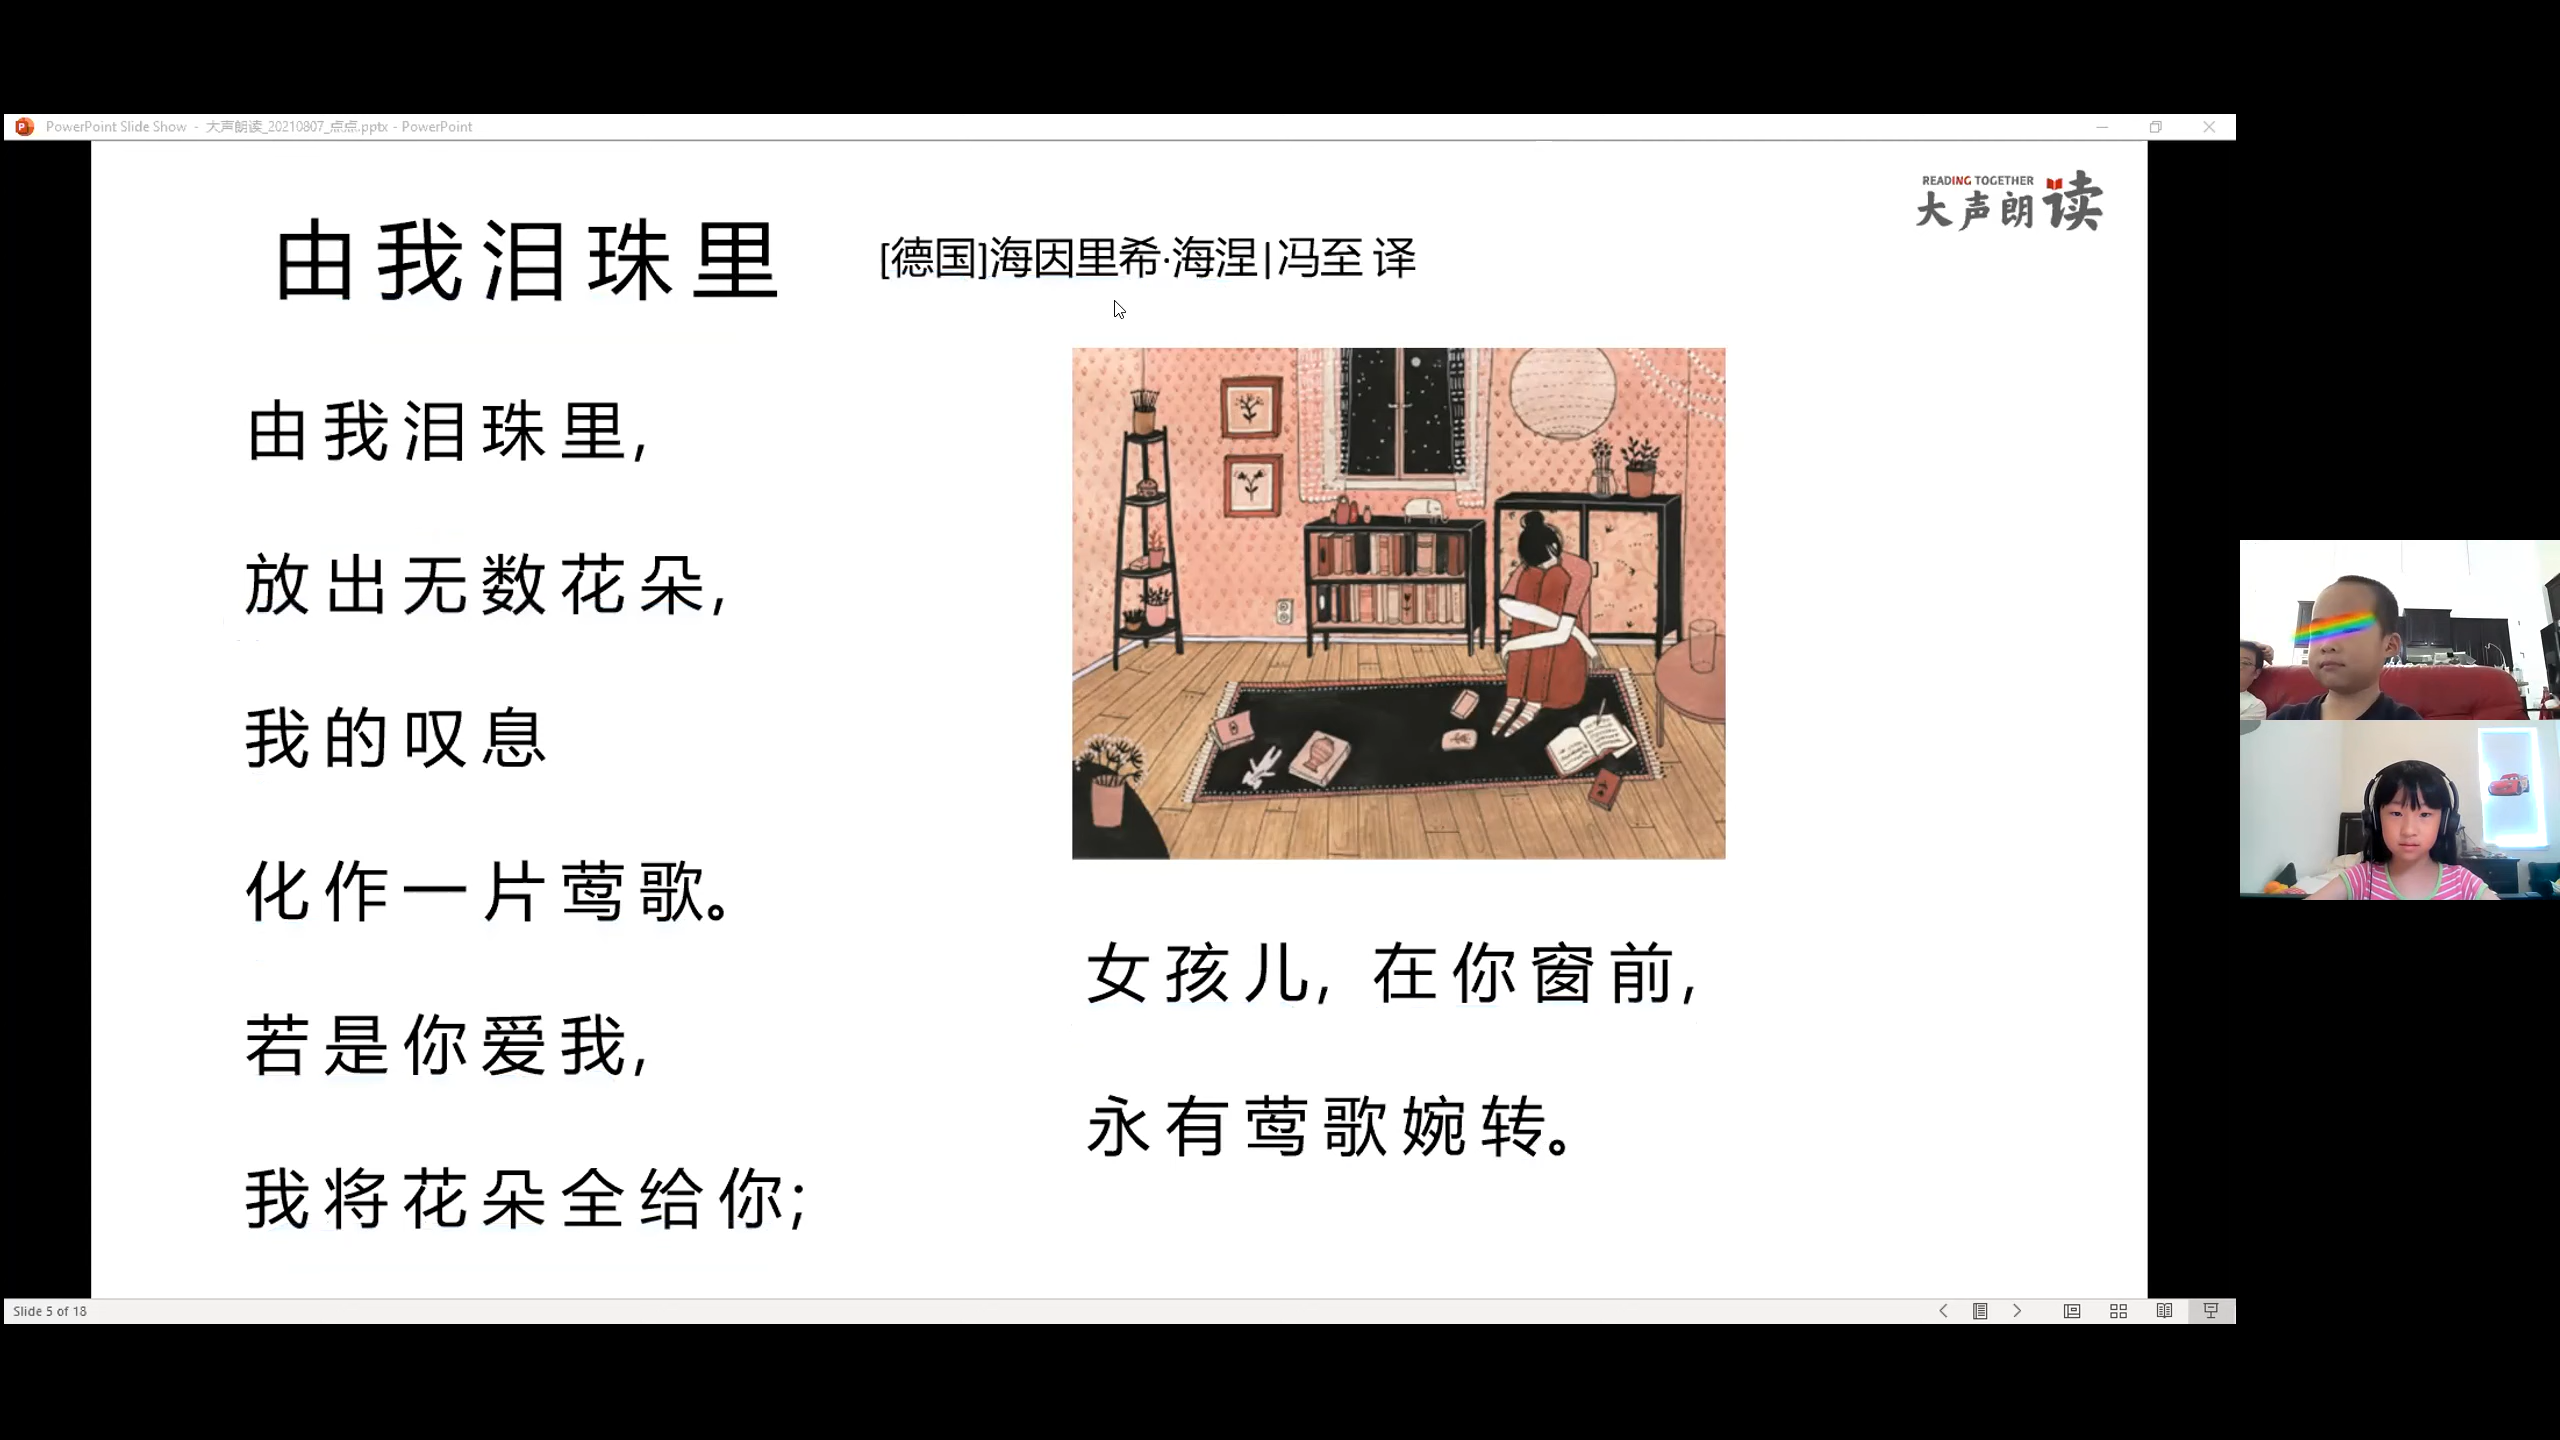 PowerPoint Slide Show - 大声朗读_20210807_点点.pptx - PowerPoint
READING TOGETHER
大声朗读
由我泪珠里
[德国]海因里希·海涅|冯至 译
由我泪珠里,
放出无数花朵,
我的叹息
化作一片莺歌。
若是你爱我,
我将花朵全给你;
女孩儿, 在你窗前,
永有莺歌婉转。
Slide 5 of 18